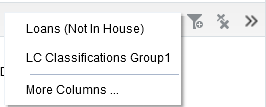 Loans (Not In House)
LC Classifications Group1
More Columns ...